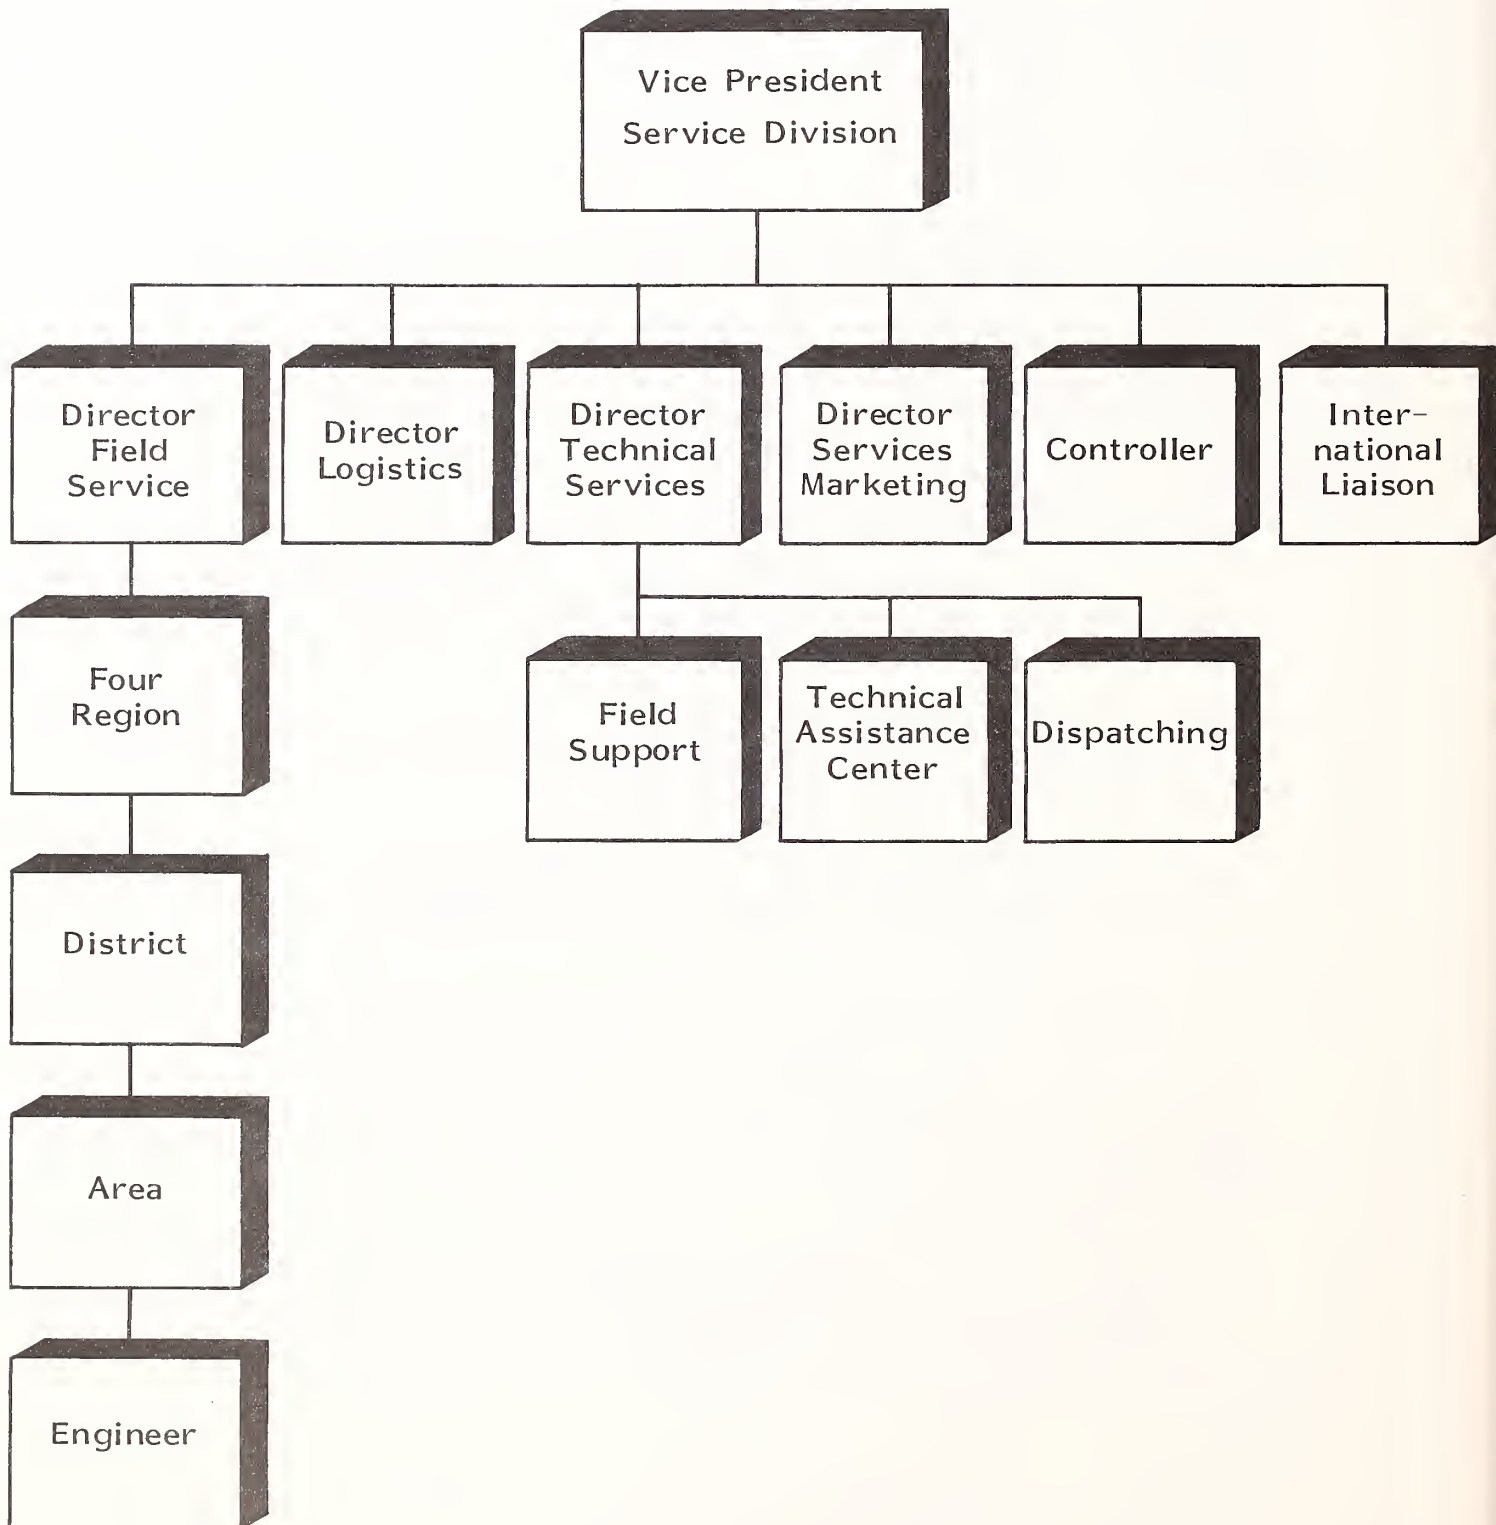 Vice President
Service Division
Director
Field
Service
Director
Logistics
Director
Technical
Services
Director
Services
Marketing
Controller
Inter-
national
Liaison
Four
Region
Field
Support
Technical
Assistance
Center
Dispatching
District
Area
Engineer